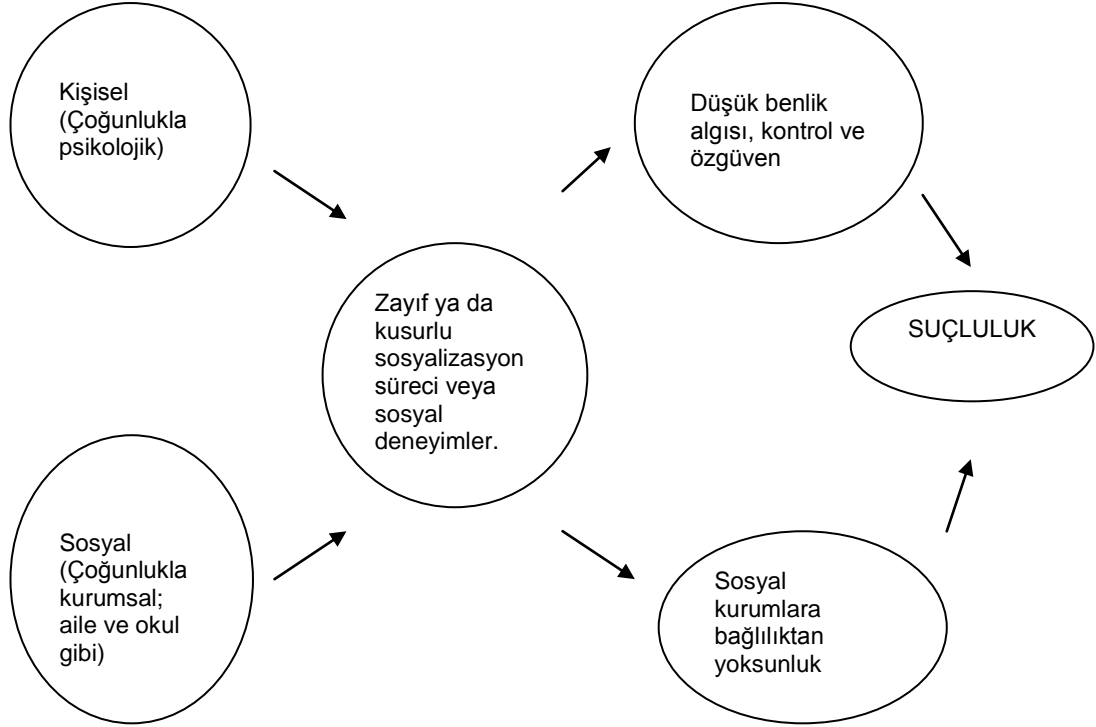 Kişisel
(Çoğunlukla
psikolojik)
Düşük benlik
algısı, kontrol ve
özgüven
Zayıf ya da
kusurlu
sosyalizasyon
süreci veya
sosyal
deneyimler.
SUÇLULUK
Sosyal
(Çoğunlukla
kurumsal;
aile ve okul
gibi)
Sosyal
kurumlara
bağlılıktan
yoksunluk